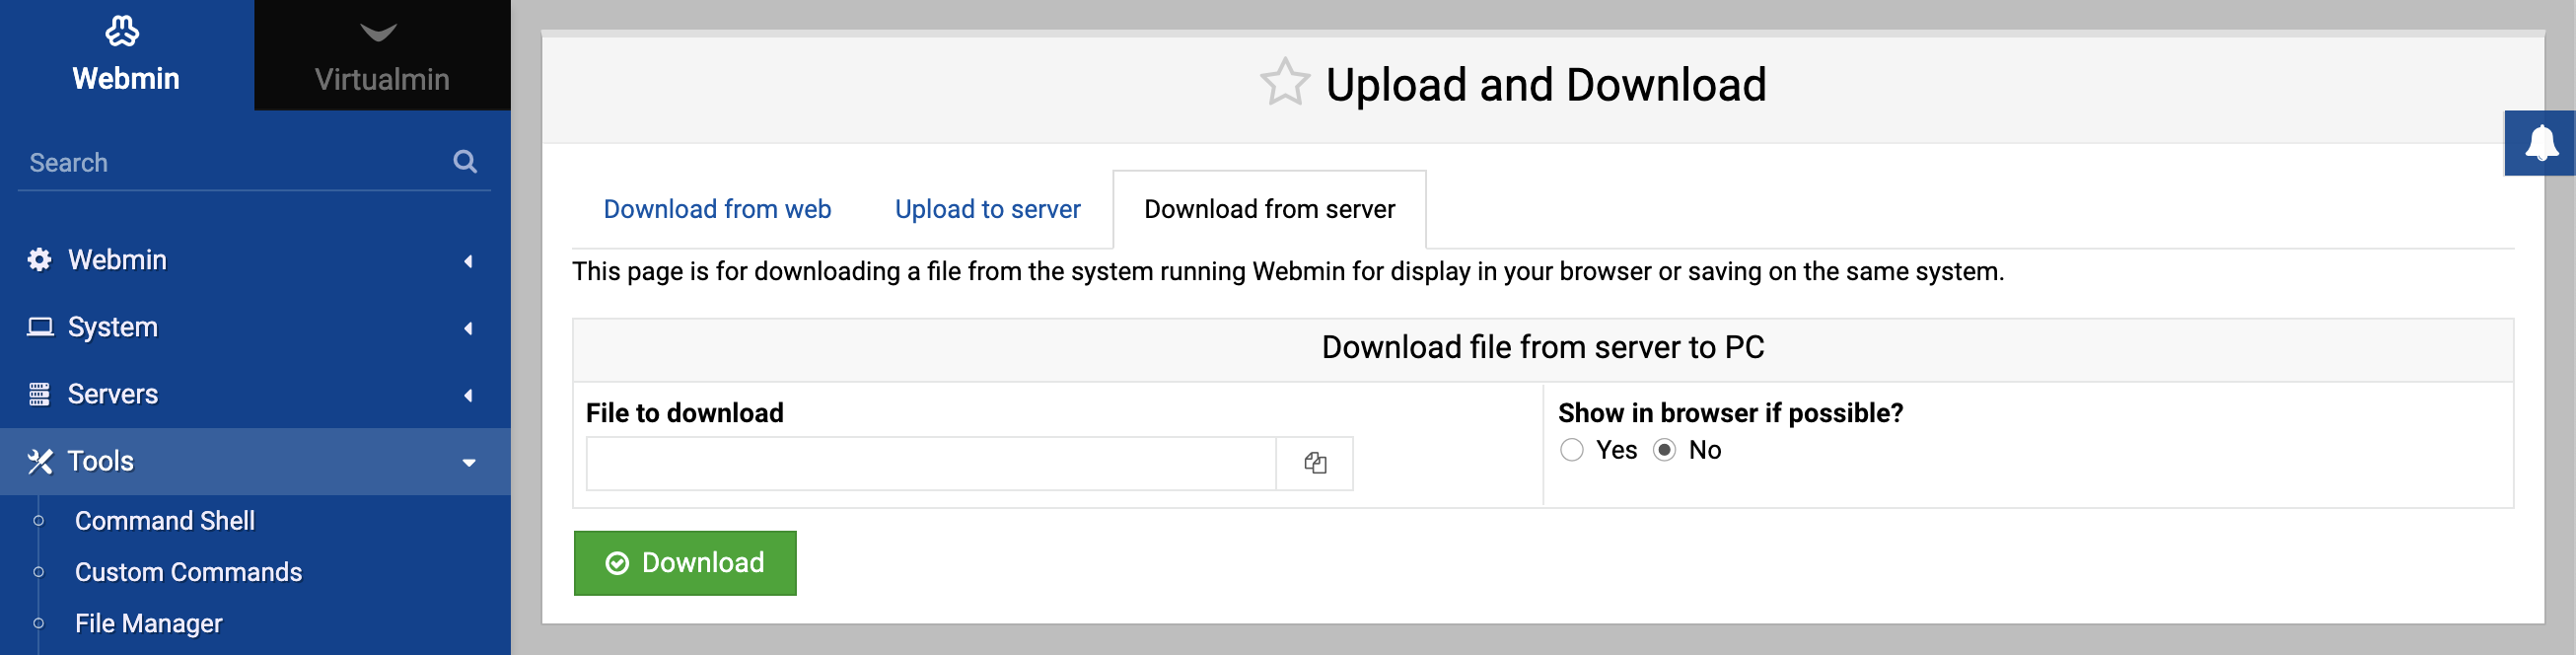 Webmin
Virtualmin
Search
Webmin
System
Servers
Tools
Command Shell
Custom Commands
File Manager
Upload and Download
Download from web
Upload to server
Download from server
This page is for downloading a file from the system running Webmin for display in your browser or saving on the same system.
Download file from server to PC
File to download
Show in browser if possible?
Yes No
Download